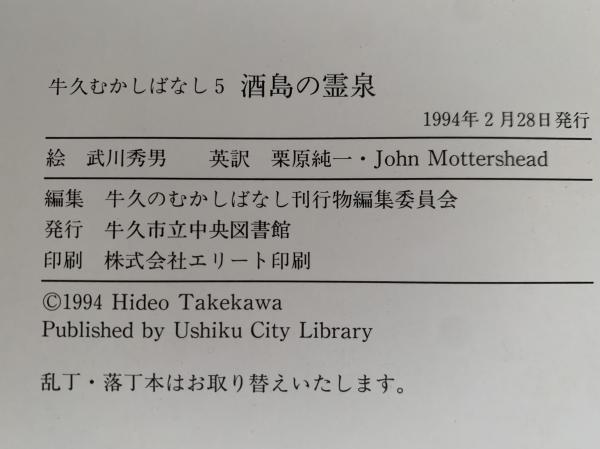 牛久むかしばなし5 酒島の霊泉
1994年2月28日発行
絵 武川秀男 英訳 栗原純一・John Mottershead
編集 牛久のむかしばなし刊行物編集委員会
発行 牛久市立中央図書館
印刷 株式会社エリート印刷
©1994 Hideo Takekawa
Published by Ushiku City Library
乱丁・落丁本はお取り替えいたします。